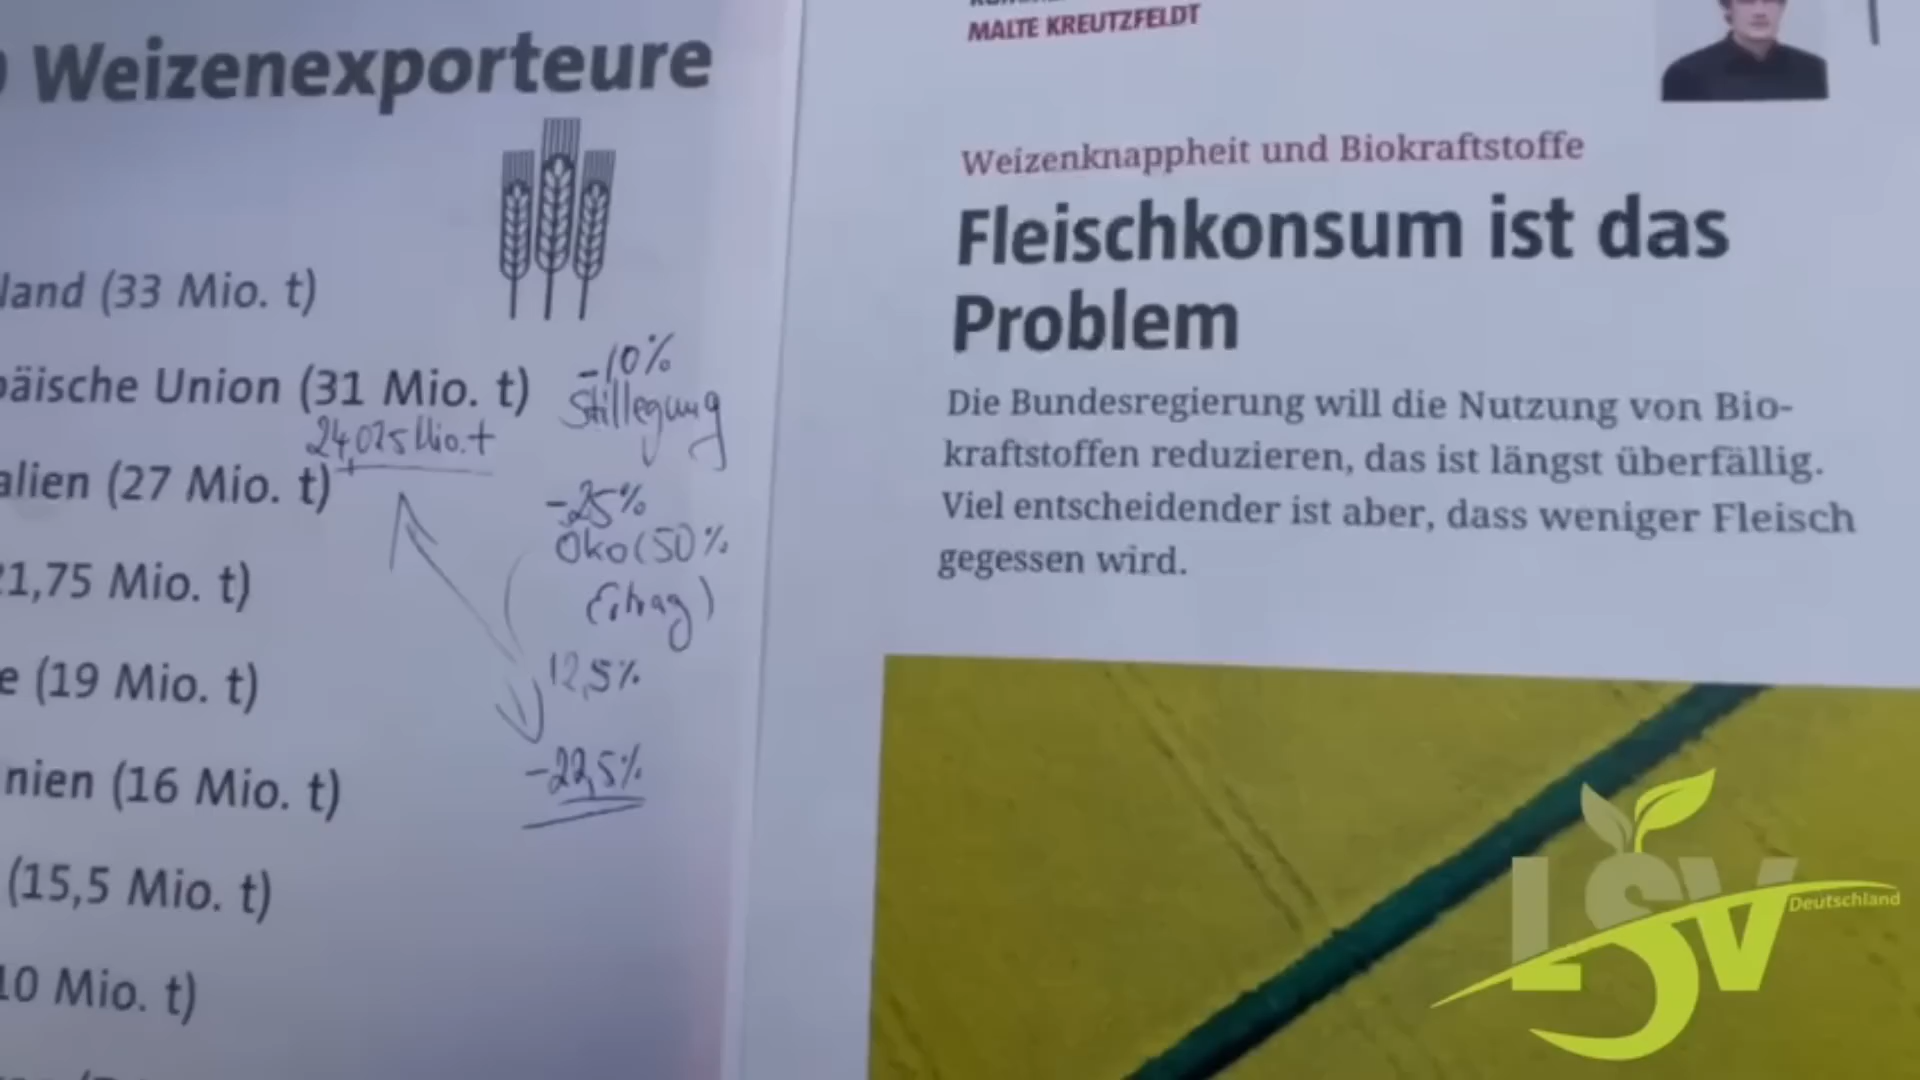 Weizenexporteure
land (33 Mio. t)
päische Union (31 Mio. t)
24,025 Mio. t
alien (27 Mio. t)
21,75 Mio. t)
e (19 Mio. t)
nien (16 Mio. t)
(15,5 Mio. t)
10 Mio. t)
-10%
Stillegung
-25%
Öko (50%
Ertrag)
12,5%
-22,5%
MALTE KREUTZFELDT
Weizenknappheit und Biokraftstoffe
Fleischkonsum ist das
Problem
Die Bundesregierung will die Nutzung von Bio-
kraftstoffen reduzieren, das ist längst überfällig.
Viel entscheidender ist aber, dass weniger Fleisch
gegessen wird.
LSV
Deutschland